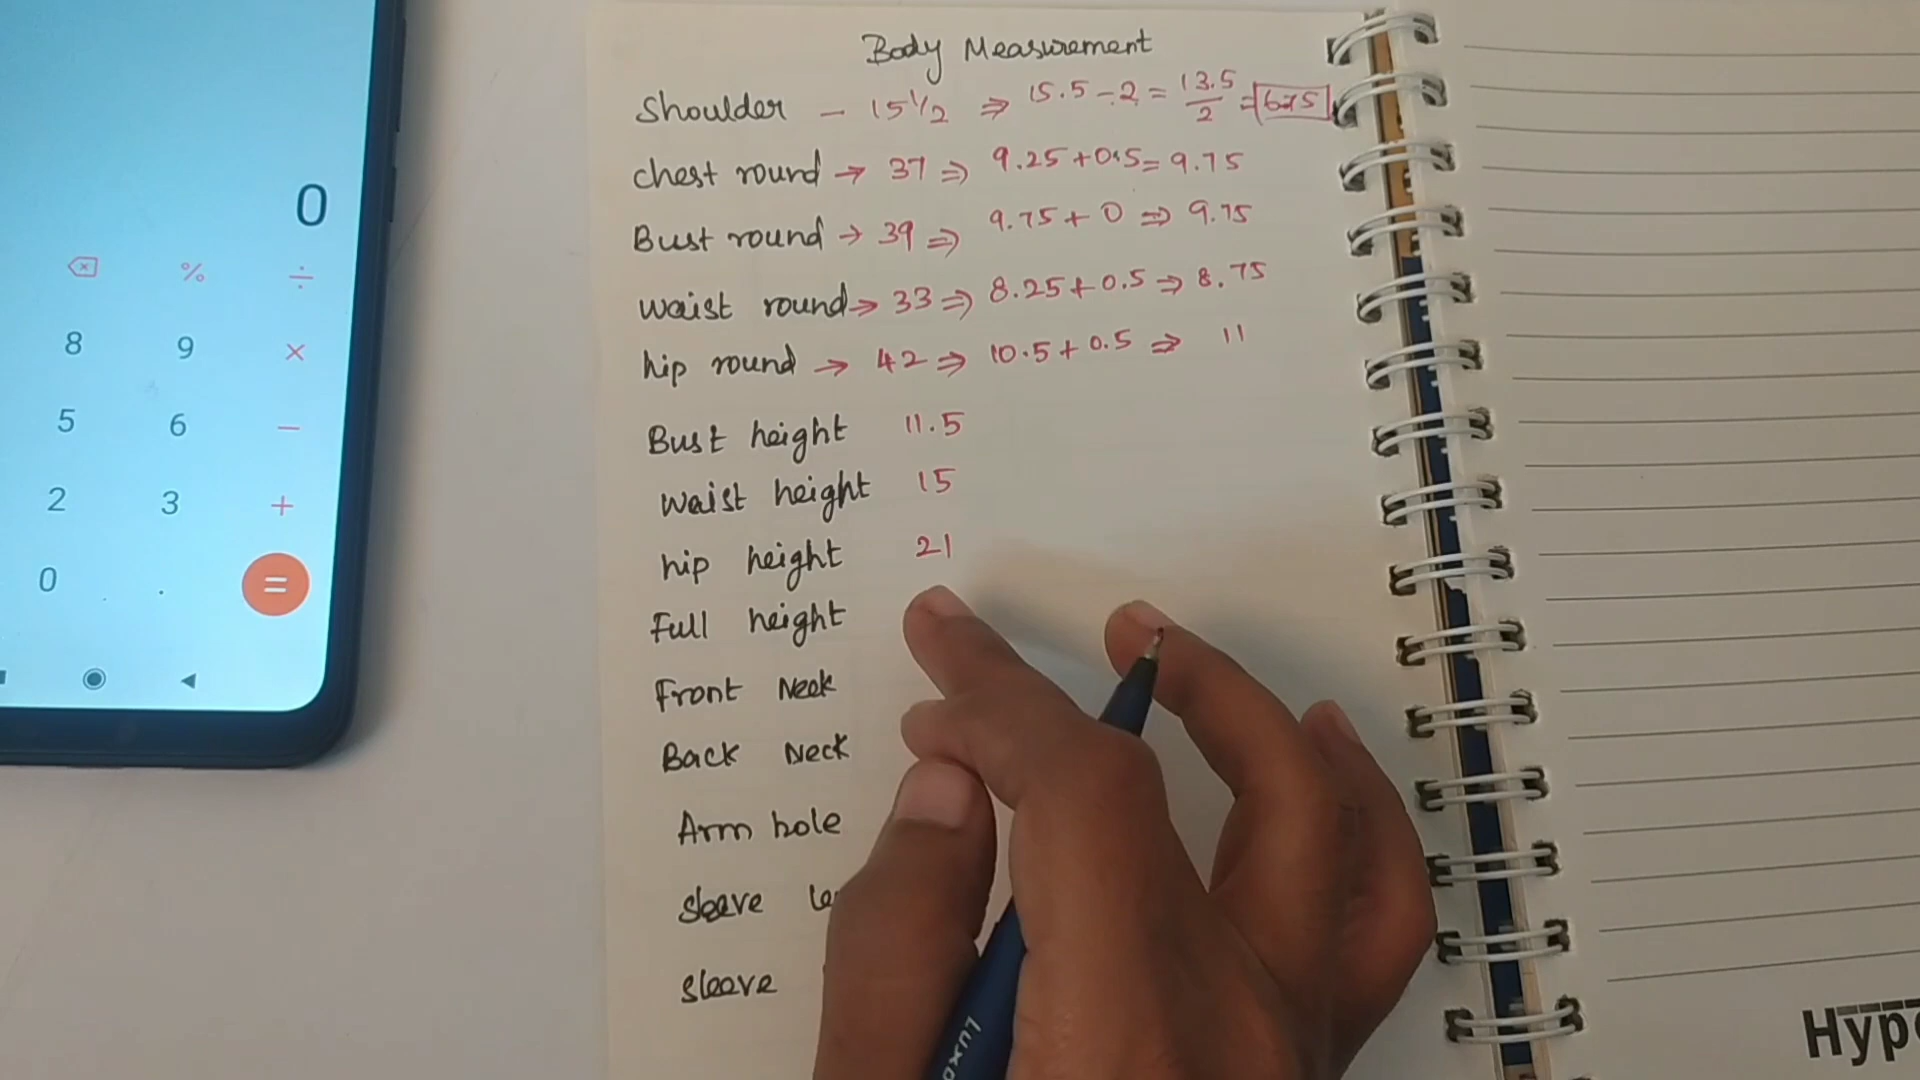 Body Measurement
Shoulder – 15 1/2 ⇒ 15.5 – 2 = 13.5/2 = 6.75
chest round → 37 ⇒ 9.25 + 0.5 = 9.75
Bust round → 39 ⇒ 9.75 + 0 ⇒ 9.75
waist round → 33 ⇒ 8.25 + 0.5 ⇒ 8.75
hip round → 42 ⇒ 10.5 + 0.5 ⇒ 11
Bust height 11.5
waist height 15
hip height 21
Full height
Front Neck
Back Neck
Arm hole
sleeve
sleeve
0
% ÷
8 9 ×
5 6 −
2 3 +
0 . =